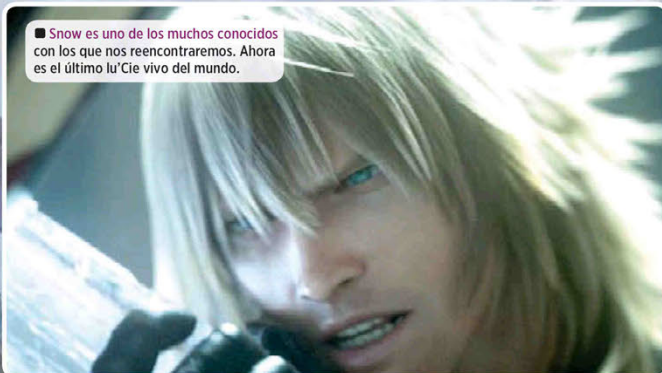 ■ Snow es uno de los muchos conocidos
con los que nos reencontraremos. Ahora
es el último lu'Cie vivo del mundo.